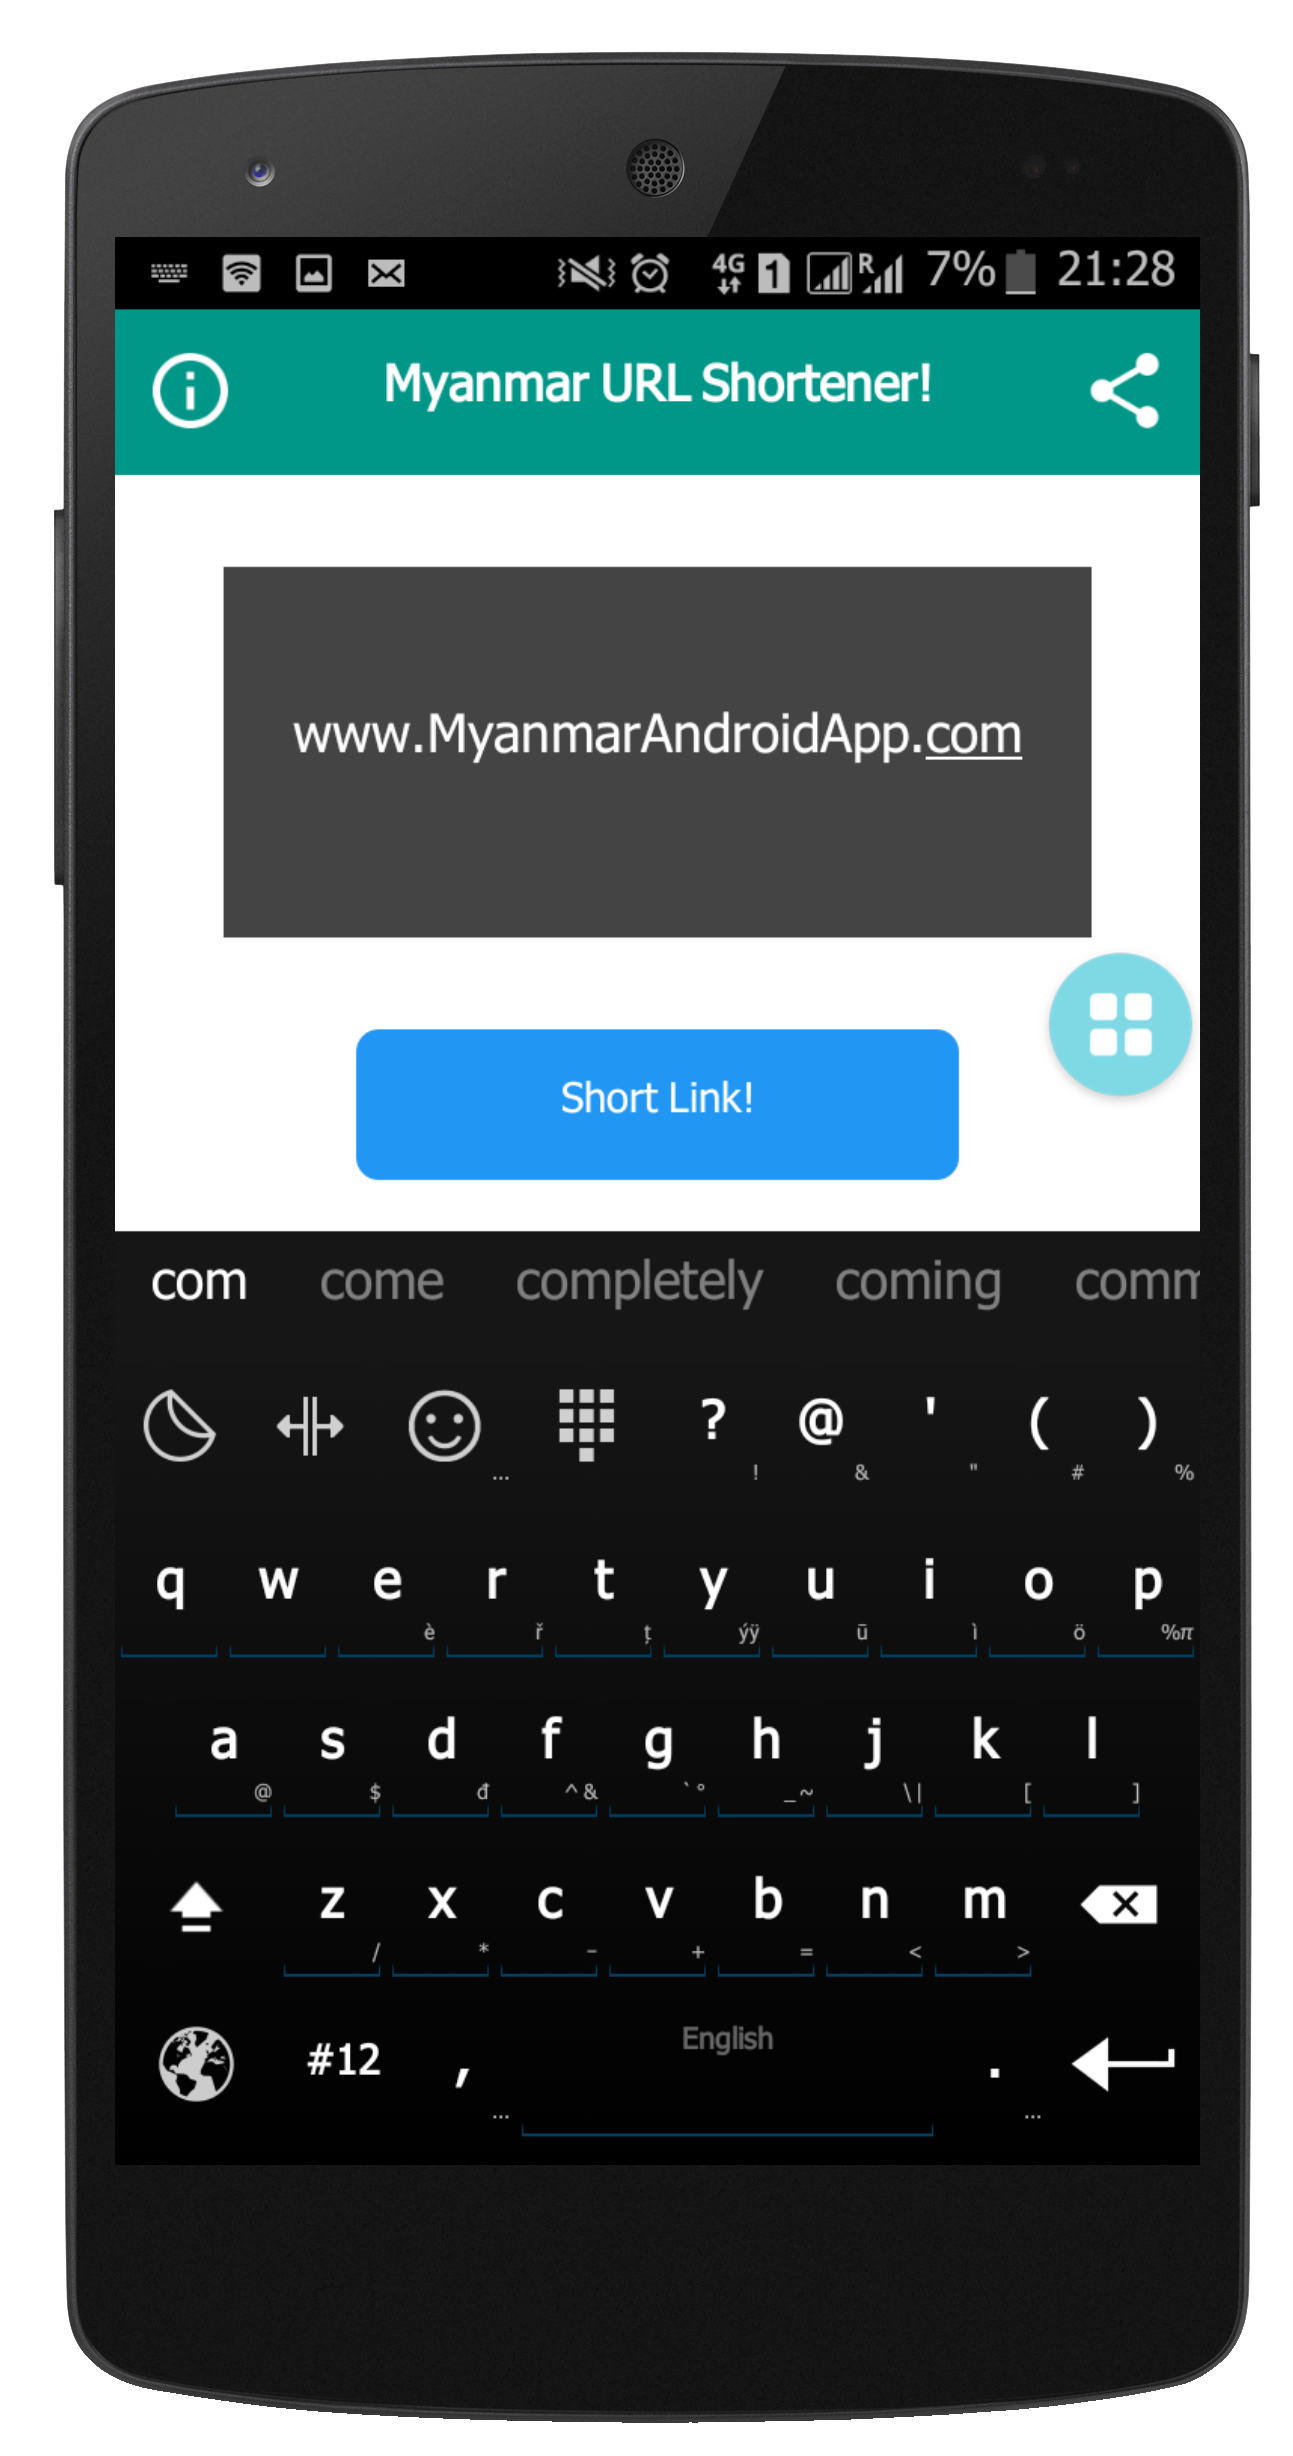 4G 1 R 7% 21:28
Myanmar URL Shortener!
www.MyanmarAndroidApp.com
Short Link!
com come completely coming comm
? @ ' ( )
... ! & " # %
q w e r t y u i o p
è ř ț ýÿ ū ì ö %π
a s d f g h j k l
@ $ đ ^& `° _~ \| [ ]
z x c v b n m
/ * - + = < >
English
#12 , .
... ...